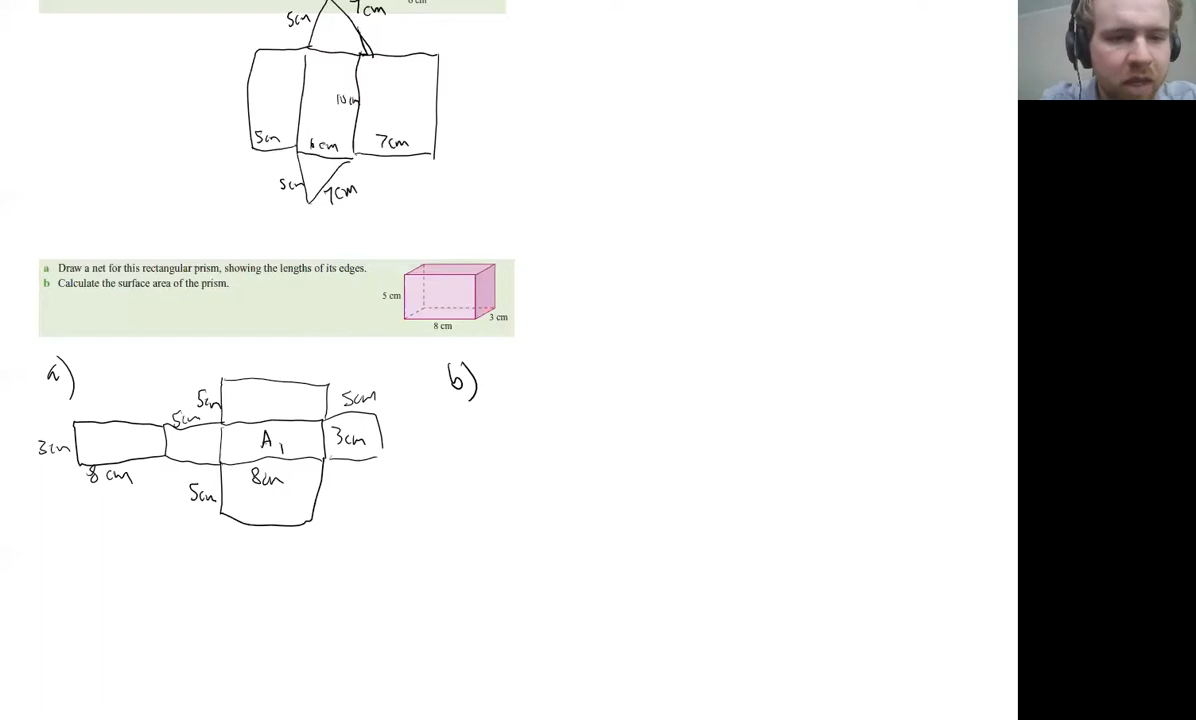 6 cm
5cm
7cm
10cm
5cm
6cm
7cm
5cm
7cm
a Draw a net for this rectangular prism, showing the lengths of its edges.
b Calculate the surface area of the prism.
5 cm
8 cm
3 cm
a)
b)
5cm
5cm
5cm
3cm
A1
3cm
8cm
8cm
5cm